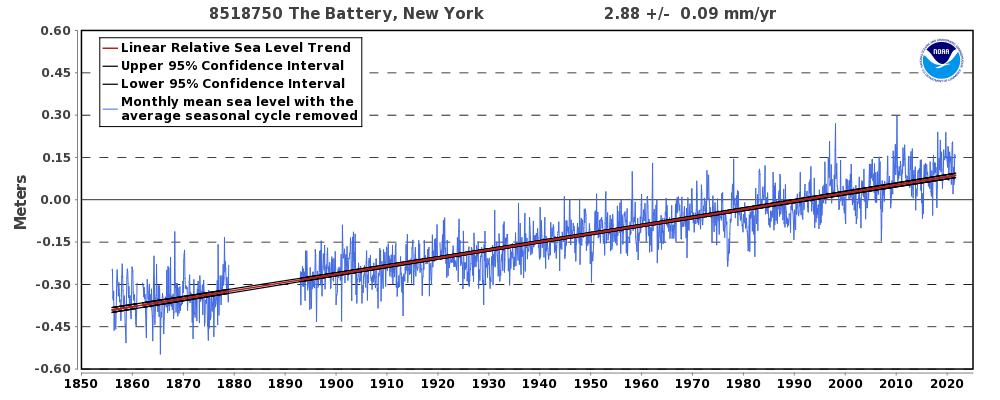 8518750 The Battery, New York 2.88 +/- 0.09 mm/yr
Linear Relative Sea Level Trend
Upper 95% Confidence Interval
Lower 95% Confidence Interval
Monthly mean sea level with the
average seasonal cycle removed
NOAA
Meters
0.60
0.45
0.30
0.15
0.00
-0.15
-0.30
-0.45
-0.60
1850 1860 1870 1880 1890 1900 1910 1920 1930 1940 1950 1960 1970 1980 1990 2000 2010 2020